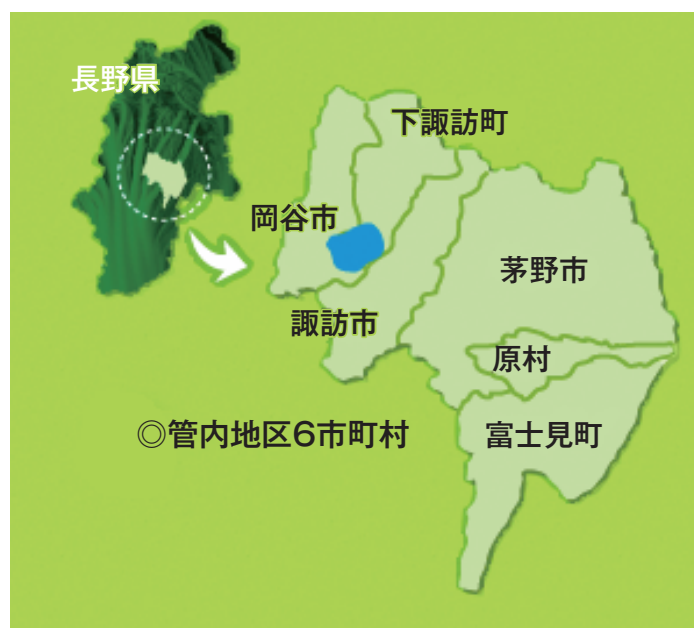 長野県
下諏訪町
岡谷市
茅野市
諏訪市
原村
◎管内地区6市町村
富士見町